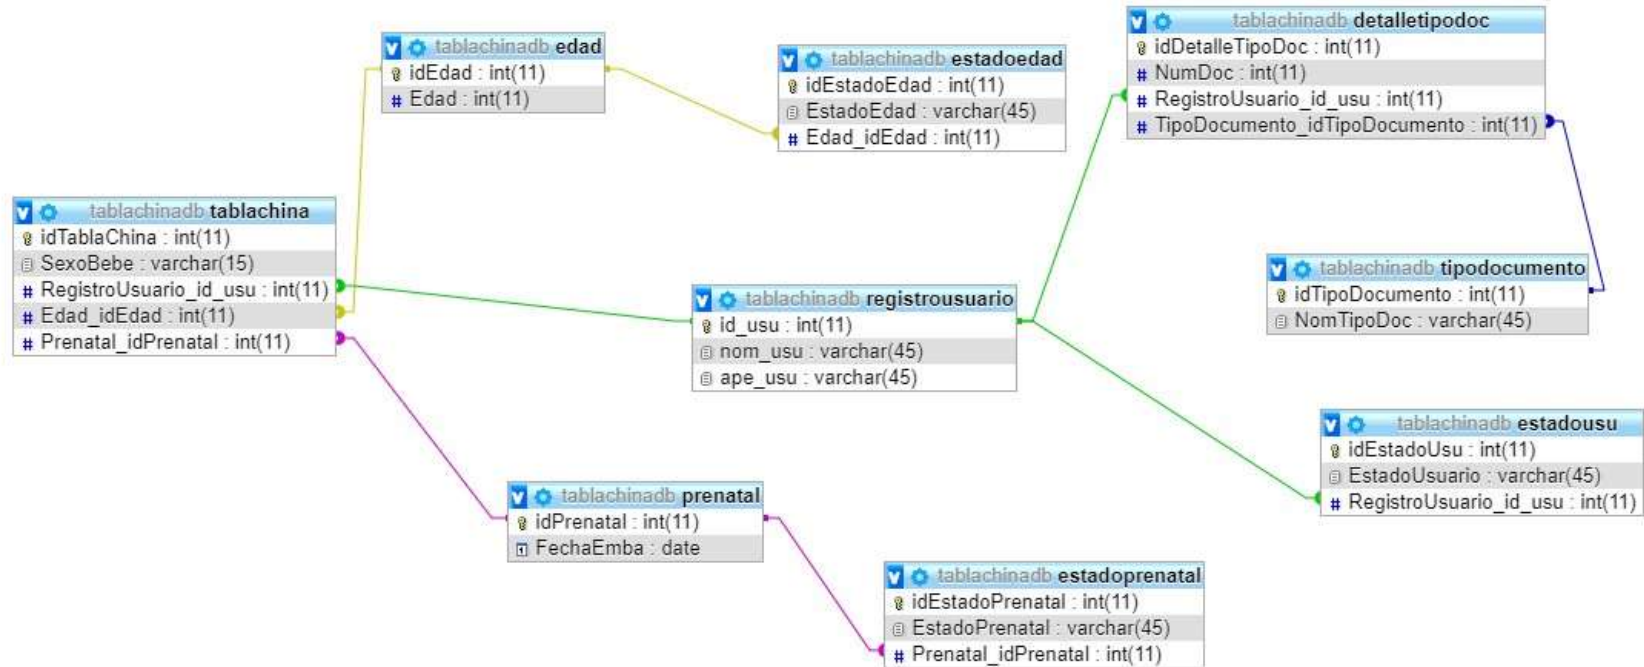 tablachinadb detalletipodoc
idDetalleTipoDoc : int(11)
# NumDoc : int(11)
# RegistroUsuario_id_usu : int(11)
# TipoDocumento_idTipoDocumento : int(11)
tablachinadb edad
idEdad : int(11)
# Edad : int(11)
tablachinadb estadoedad
idEstadoEdad : int(11)
EstadoEdad : varchar(45)
# Edad_idEdad : int(11)
tablachinadb tablachina
idTablaChina : int(11)
SexoBebe : varchar(15)
# RegistroUsuario_id_usu : int(11)
# Edad_idEdad : int(11)
# Prenatal_idPrenatal : int(11)
tablachinadb registrousuario
id_usu : int(11)
nom_usu : varchar(45)
ape_usu : varchar(45)
tablachinadb tipodocumento
idTipoDocumento : int(11)
NomTipoDoc : varchar(45)
tablachinadb estadousu
idEstadoUsu : int(11)
EstadoUsuario : varchar(45)
# RegistroUsuario_id_usu : int(11)
tablachinadb prenatal
idPrenatal : int(11)
FechaEmba : date
tablachinadb estadoprenatal
idEstadoPrenatal : int(11)
EstadoPrenatal : varchar(45)
# Prenatal_idPrenatal : int(11)